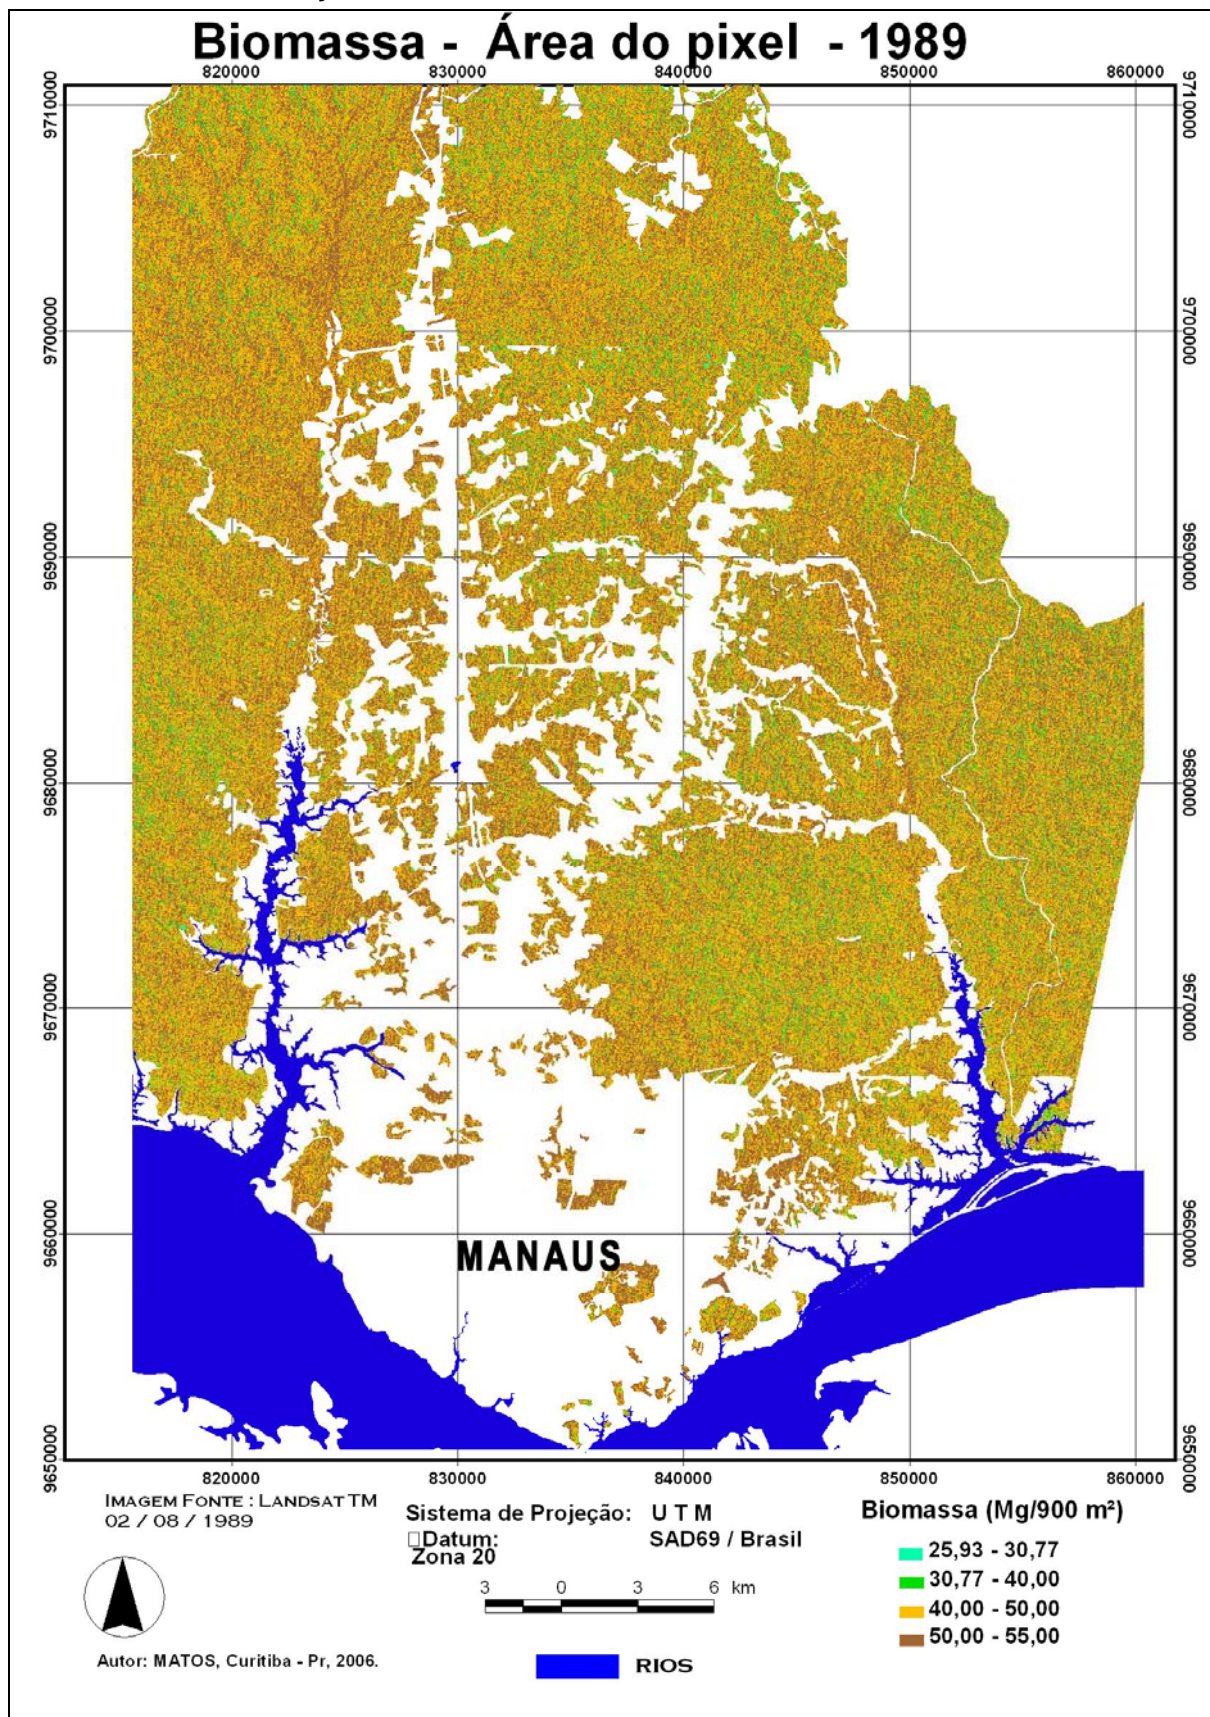 Biomassa - Área do pixel - 1989
820000 830000 840000 850000 860000
9710000 9710000
9700000 9700000
9690000 9690000
9680000 9680000
9670000 9670000
9660000 9660000
9650000 9650000
MANAUS
820000 830000 840000 850000 860000
IMAGEM FONTE : LANDSAT TM
02 / 08 / 1989
Sistema de Projeção: U T M
Datum: SAD69 / Brasil
Zona 20
3 0 3 6 km
Biomassa (Mg/900 m²)
25,93 - 30,77
30,77 - 40,00
40,00 - 50,00
50,00 - 55,00
Autor: MATOS, Curitiba - Pr, 2006.
RIOS